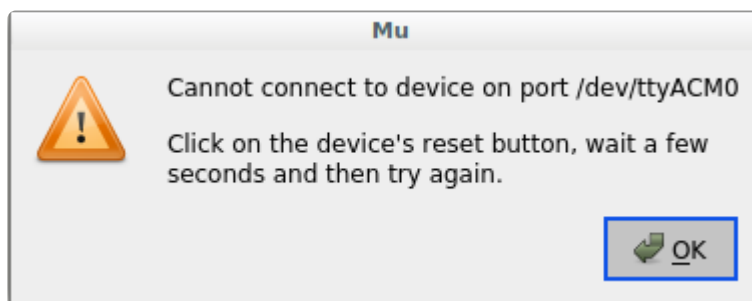 Mu
Cannot connect to device on port /dev/ttyACM0
Click on the device's reset button, wait a few
seconds and then try again.
OK